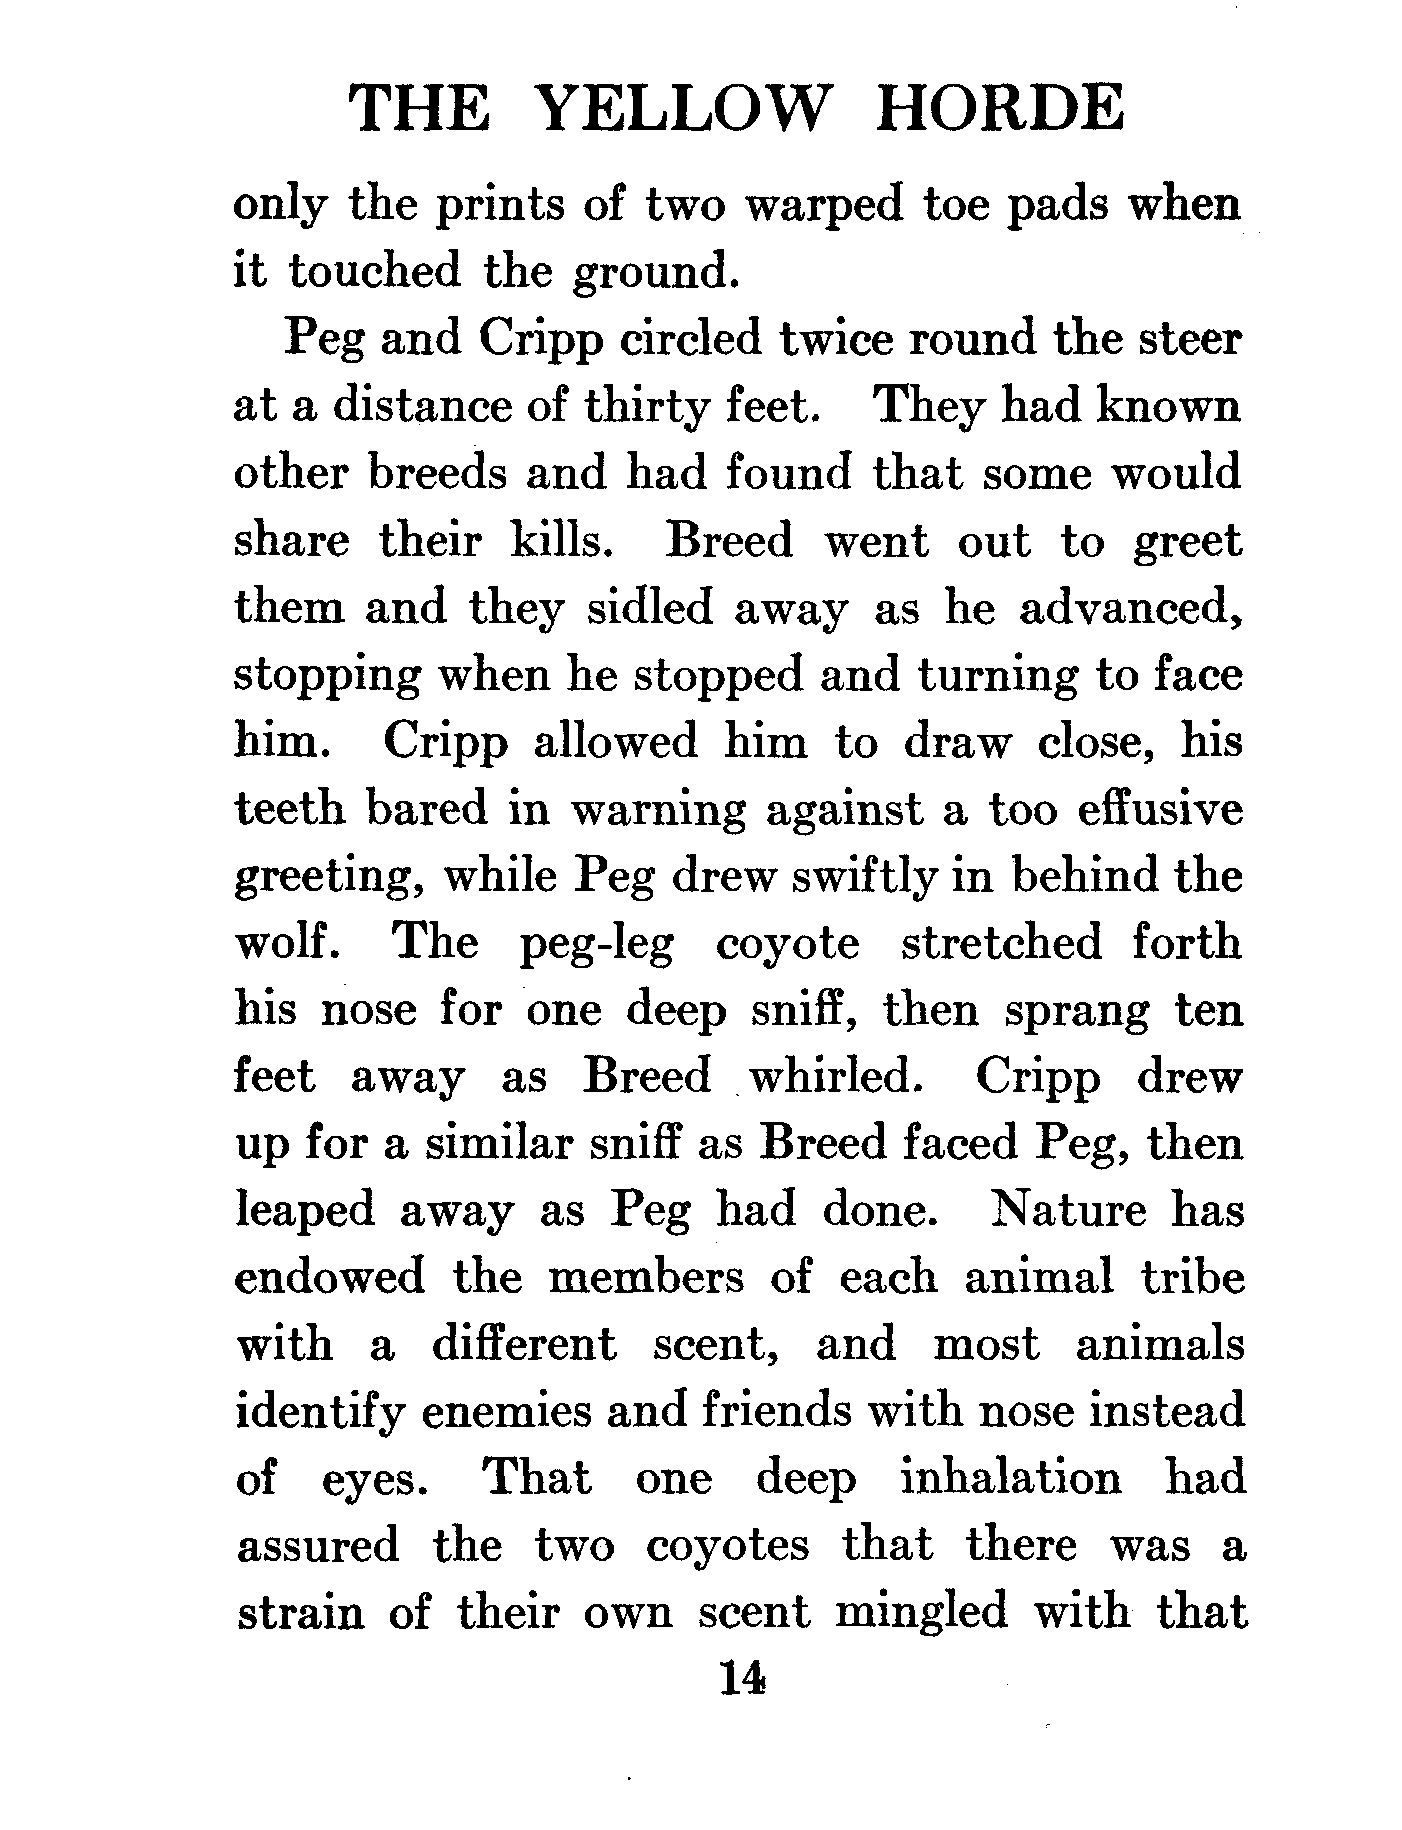 THE YELLOW HORDE
only the prints of two warped toe pads when
it touched the ground.
Peg and Cripp circled twice round the steer
at a distance of thirty feet. They had known
other breeds and had found that some would
share their kills. Breed went out to greet
them and they sidled away as he advanced,
stopping when he stopped and turning to face
him. Cripp allowed him to draw close, his
teeth bared in warning against a too effusive
greeting, while Peg drew swiftly in behind the
wolf. The peg-leg coyote stretched forth
his nose for one deep sniff, then sprang ten
feet away as Breed whirled. Cripp drew
up for a similar sniff as Breed faced Peg, then
leaped away as Peg had done. Nature has
endowed the members of each animal tribe
with a different scent, and most animals
identify enemies and friends with nose instead
of eyes. That one deep inhalation had
assured the two coyotes that there was a
strain of their own scent mingled with that
14